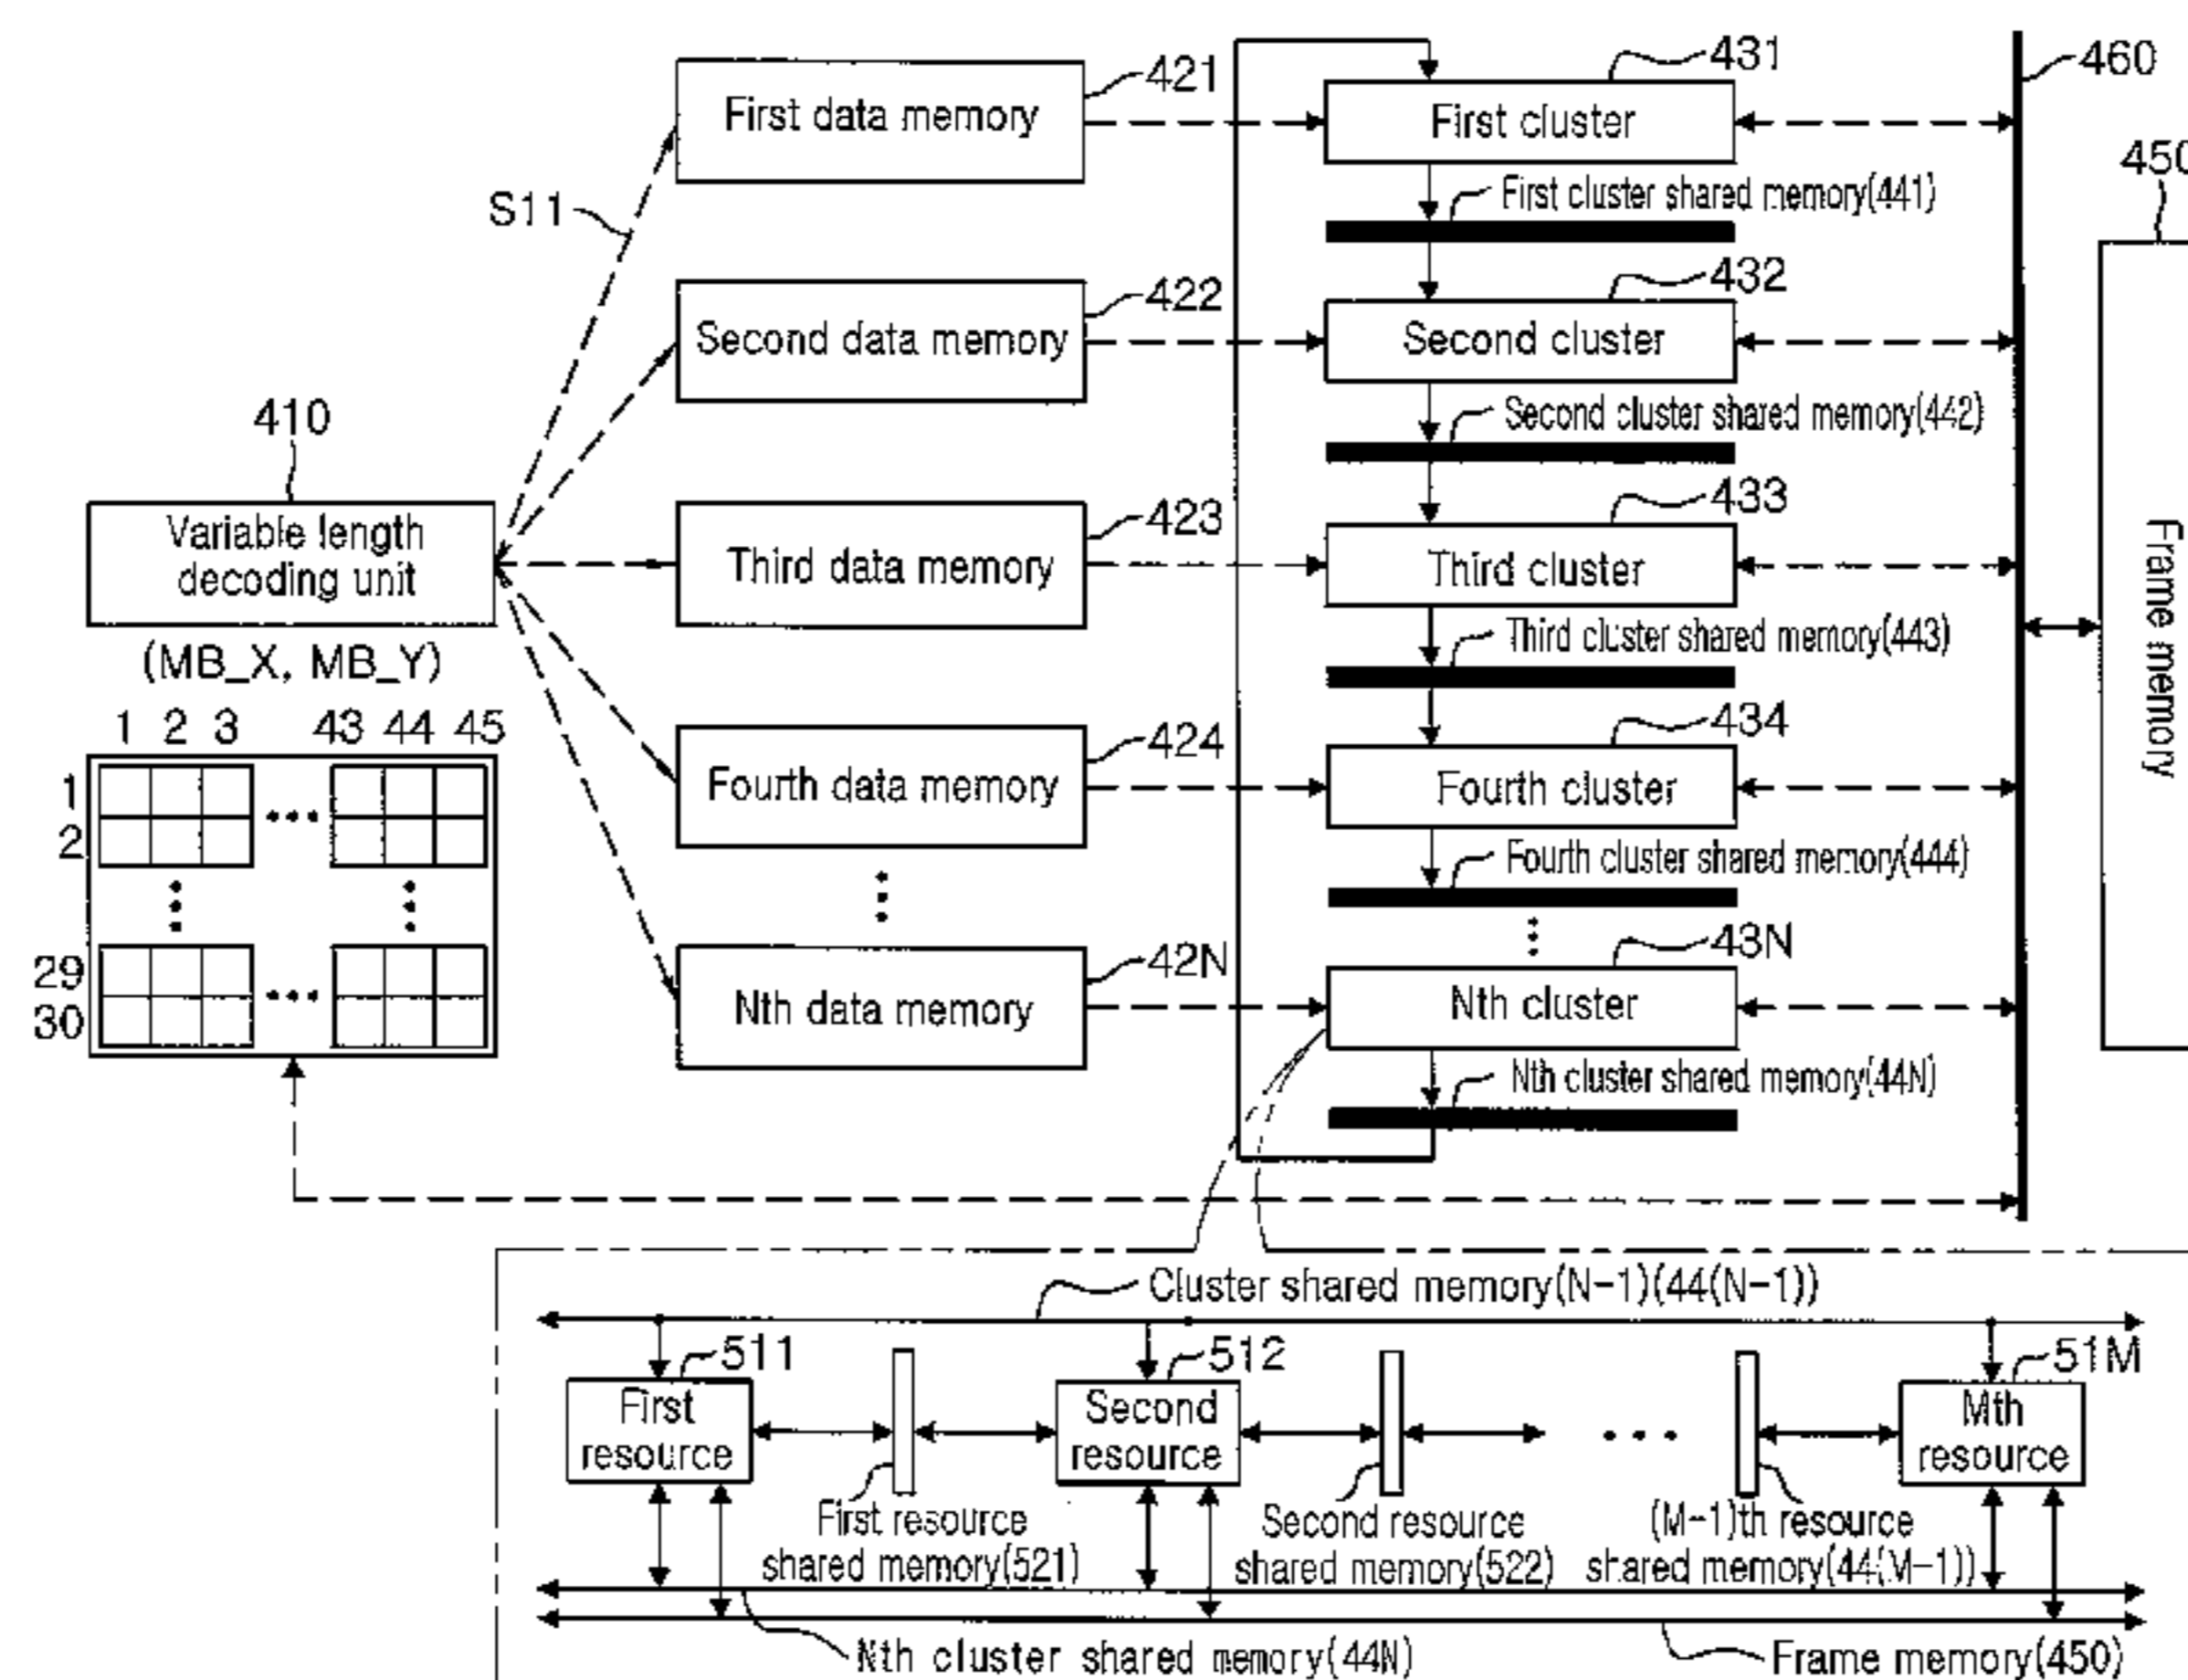 421
First data memory
431
First cluster
460
450
S11
First cluster shared memory(441)
422
Second data memory
432
Second cluster
Second cluster shared memory(442)
410
Variable length
decoding unit
(MB_X, MB_Y)
423
Third data memory
433
Third cluster
Third cluster shared memory(443)
Frame memory
1 2 3 43 44 45
1
2
29
30
424
Fourth data memory
434
Fourth cluster
Fourth cluster shared memory(444)
42N
Nth data memory
43N
Nth cluster
Nth cluster shared memory(44N)
Cluster shared memory(N-1)(44(N-1))
511
First
resource
512
Second
resource
51M
Mth
resource
First resource
shared memory(521)
Second resource
shared memory(522)
(M-1)th resource
shared memory(44(M-1))
Nth cluster shared memory(44N)
Frame memory(450)